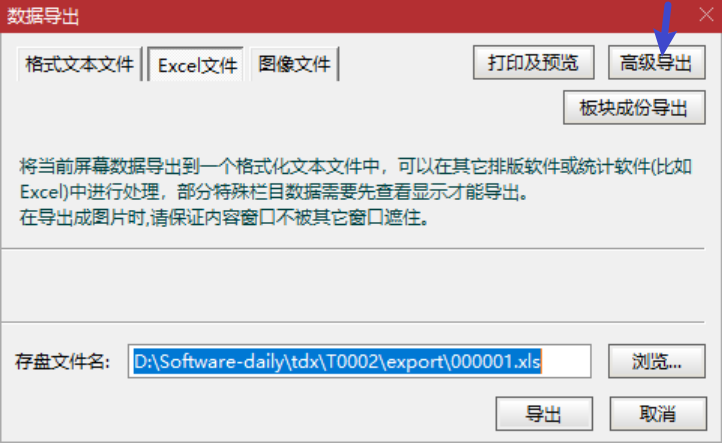 数据导出
格式文本文件 Excel文件 图像文件 打印及预览 高级导出
板块成份导出
将当前屏幕数据导出到一个格式化文本文件中，可以在其它排版软件或统计软件(比如
Excel)中进行处理，部分特殊栏目数据需要先查看显示才能导出。
在导出成图片时,请保证内容窗口不被其它窗口遮住。
存盘文件名: D:\Software-daily\tdx\T0002\export\000001.xls 浏览...
导出 取消